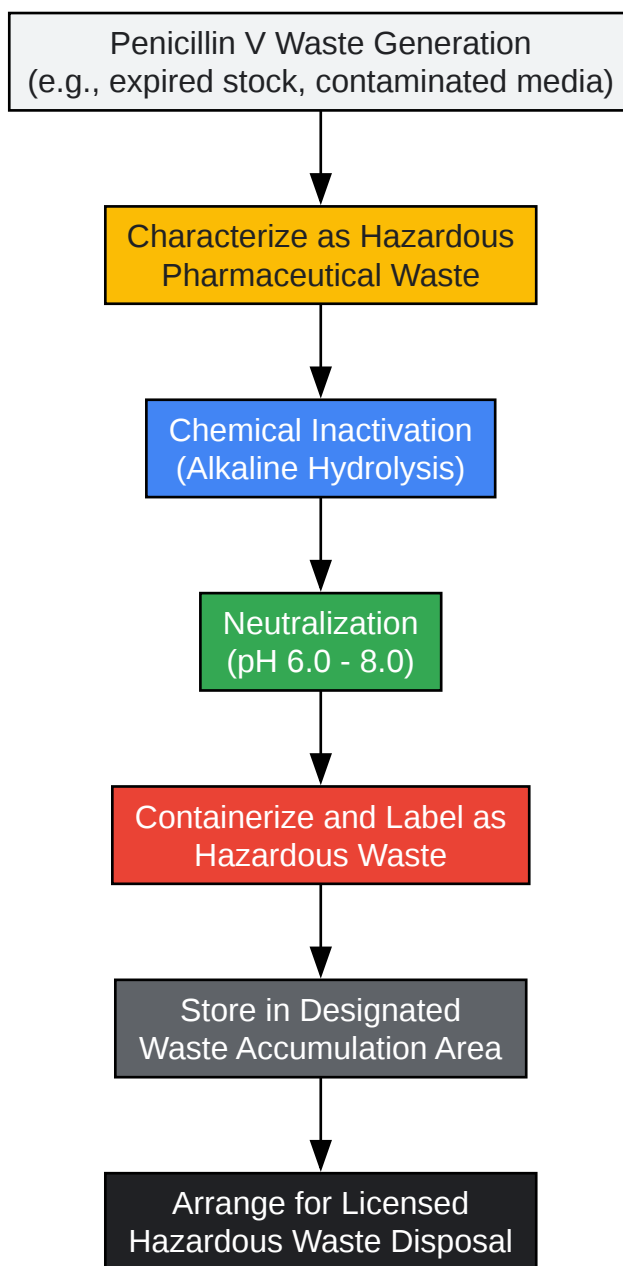 Penicillin V Waste Generation
(e.g., expired stock, contaminated media)
Characterize as Hazardous
Pharmaceutical Waste
Chemical Inactivation
(Alkaline Hydrolysis)
Neutralization
(pH 6.0 - 8.0)
Containerize and Label as
Hazardous Waste
Store in Designated
Waste Accumulation Area
Arrange for Licensed
Hazardous Waste Disposal